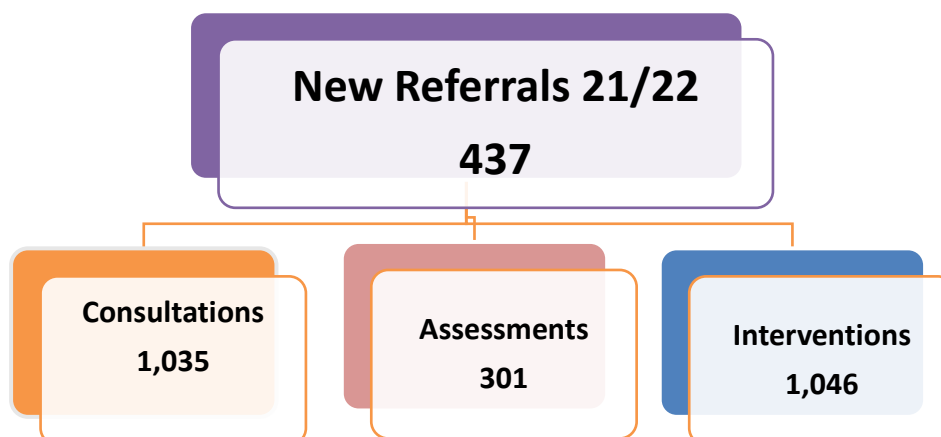 New Referrals 21/22
437
Consultations
1,035
Assessments
301
Interventions
1,046